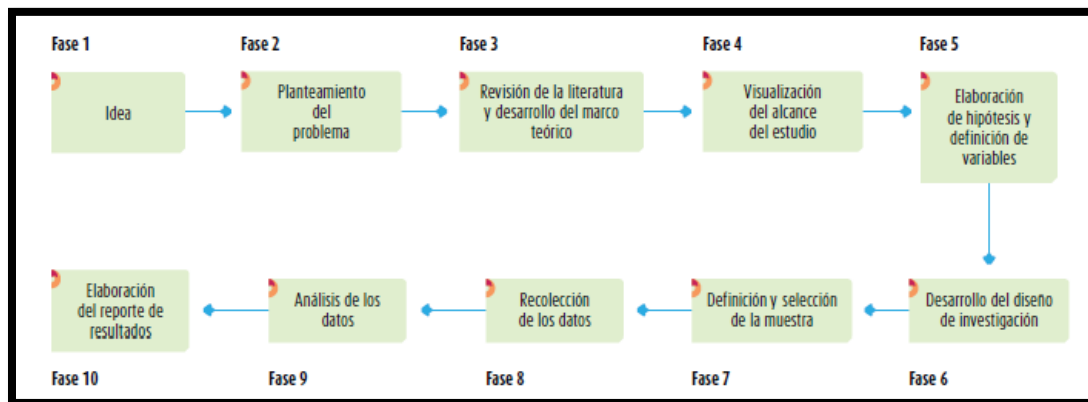 Fase 1
Idea
Fase 2
Planteamiento
del
problema
Fase 3
Revisión de la literatura
y desarrollo del marco
teórico
Fase 4
Visualización
del alcance
del estudio
Fase 5
Elaboración
de hipótesis y
definición de
variables
Desarrollo del diseño
de investigación
Fase 6
Definición y selección
de la muestra
Fase 7
Recolección
de los datos
Fase 8
Análisis de los
datos
Fase 9
Elaboración
del reporte de
resultados
Fase 10